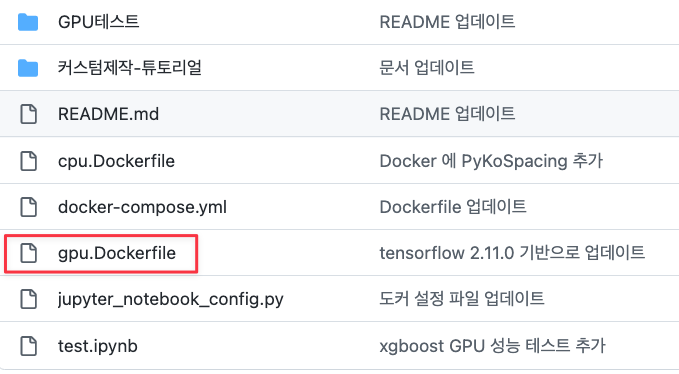 GPU테스트 README 업데이트
커스텀제작-튜토리얼 문서 업데이트
README.md README 업데이트
cpu.Dockerfile Docker 에 PyKoSpacing 추가
docker-compose.yml Dockerfile 업데이트
gpu.Dockerfile tensorflow 2.11.0 기반으로 업데이트
jupyter_notebook_config.py 도커 설정 파일 업데이트
test.ipynb xgboost GPU 성능 테스트 추가